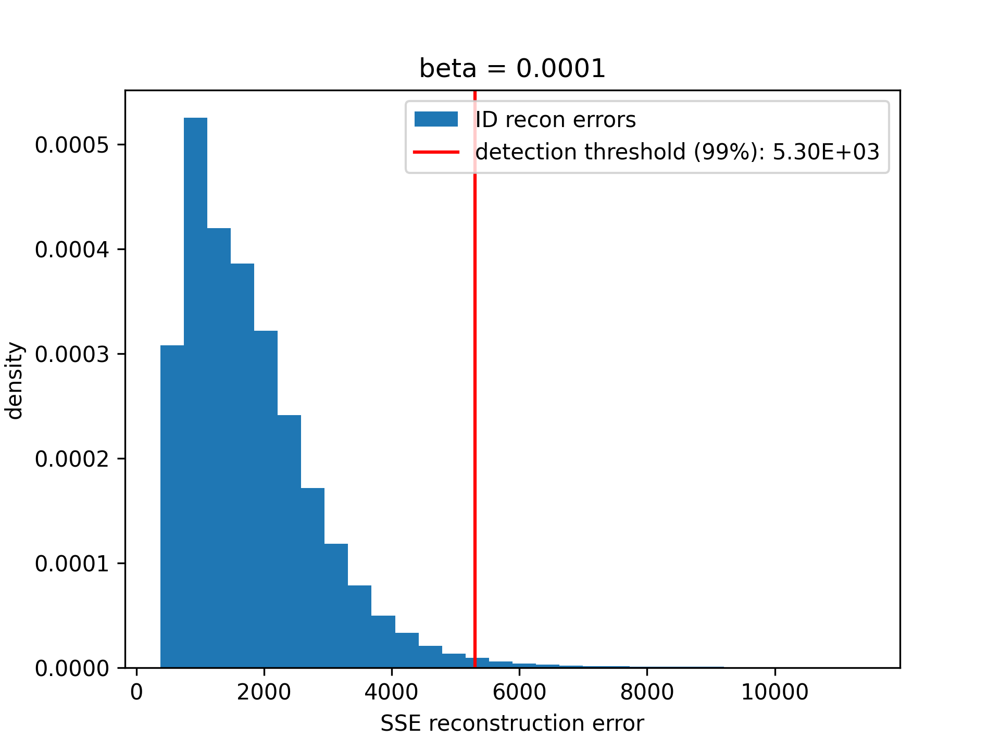 beta = 0.0001
ID recon errors
detection threshold (99%): 5.30E+03
0.0005
0.0004
0.0003
0.0002
0.0001
0.0000
density
0 2000 4000 6000 8000 10000
SSE reconstruction error